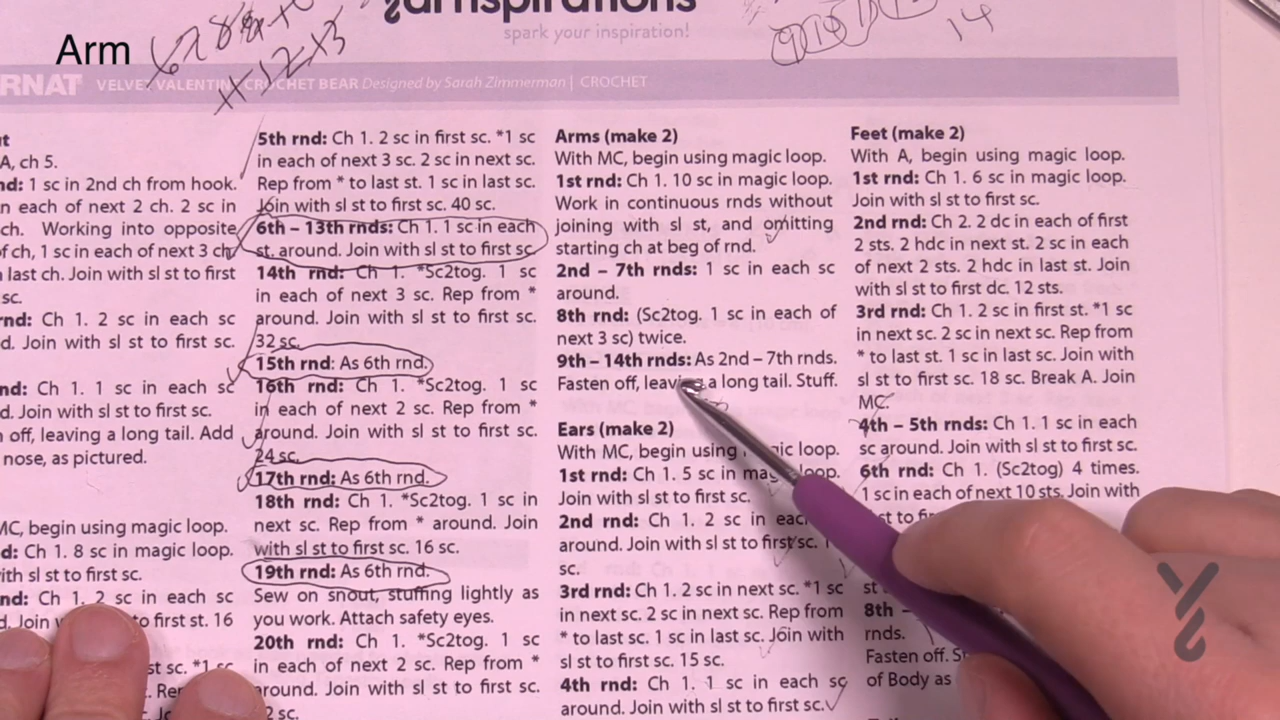 Arm
spark your inspiration!
VELVET VALENTIN CROCHET BEAR Designed by Sarah Zimmerman | CROCHET
A, ch 5.
nd: 1 sc in 2nd ch from hook.
n each of next 2 ch. 2 sc in
ch. Working into opposite
of ch, 1 sc in each of next 3 ch
last ch. Join with sl st to first
sc.
rnd: Ch 1. 2 sc in each sc
d. Join with sl st to first sc.
nd: Ch 1. 1 sc in each sc
d. Join with sl st to first sc.
n off, leaving a long tail. Add
nose, as pictured.
MC, begin using magic loop.
d: Ch 1. 8 sc in magic loop.
ith sl st to first sc.
nd: Ch 1. 2 sc in each sc
to first st. 16
st sc. *1 sc
5th rnd: Ch 1. 2 sc in first sc. *1 sc
in each of next 3 sc. 2 sc in next sc.
Rep from * to last st. 1 sc in last sc.
Join with sl st to first sc. 40 sc.
6th – 13th rnds: Ch 1. 1 sc in each
st. around. Join with sl st to first sc.
14th rnd: Ch 1. *Sc2tog. 1 sc
in each of next 3 sc. Rep from *
around. Join with sl st to first sc.
32 sc.
15th rnd: As 6th rnd.
16th rnd: Ch 1. *Sc2tog. 1 sc
in each of next 2 sc. Rep from *
around. Join with sl st to first sc.
24 sc.
17th rnd: As 6th rnd.
18th rnd: Ch 1. *Sc2tog. 1 sc in
next sc. Rep from * around. Join
with sl st to first sc. 16 sc.
19th rnd: As 6th rnd.
Sew on snout, stuffing lightly as
you work. Attach safety eyes.
20th rnd: Ch 1. *Sc2tog. 1 sc
in each of next 2 sc. Rep from *
around. Join with sl st to first sc.
2 sc.
Arms (make 2)
With MC, begin using magic loop.
1st rnd: Ch 1. 10 sc in magic loop.
Work in continuous rnds without
joining with sl st, and omitting
starting ch at beg of rnd.
2nd – 7th rnds: 1 sc in each sc
around.
8th rnd: (Sc2tog. 1 sc in each of
next 3 sc) twice.
9th – 14th rnds: As 2nd – 7th rnds.
Fasten off, leaving a long tail. Stuff.
Ears (make 2)
With MC, begin using magic loop.
1st rnd: Ch 1. 5 sc in magic loop.
Join with sl st to first sc.
2nd rnd: Ch 1. 2 sc in each
around. Join with sl st to first sc. 1
sc.
3rd rnd: Ch 1. 2 sc in next sc. *1 sc
in next sc. 2 sc in next sc. Rep from
* to last sc. 1 sc in last sc. Join with
sl st to first sc. 15 sc.
4th rnd: Ch 1. 1 sc in each sc
around. Join with sl st to first sc.
Feet (make 2)
With A, begin using magic loop.
1st rnd: Ch 1. 6 sc in magic loop.
Join with sl st to first sc.
2nd rnd: Ch 2. 2 dc in each of first
2 sts. 2 hdc in next st. 2 sc in each
of next 2 sts. 2 hdc in last st. Join
with sl st to first dc. 12 sts.
3rd rnd: Ch 1. 2 sc in first st. *1 sc
in next sc. 2 sc in next sc. Rep from
* to last st. 1 sc in last sc. Join with
sl st to first sc. 18 sc. Break A. Join
MC.
4th – 5th rnds: Ch 1. 1 sc in each
sc around. Join with sl st to first sc.
6th rnd: Ch 1. (Sc2tog) 4 times.
1 sc in each of next 10 sts. Join with
8th –
rnds.
Fasten off.
of Body as